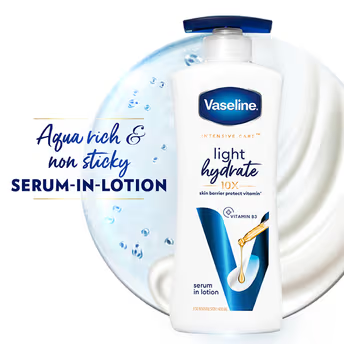 Aqua rich &
non sticky
SERUM-IN-LOTION
Vaseline.
INTENSIVE CARE™
light
hydrate
10X
skin barrier protect vitamin*
VITAMIN B3
serum
in lotion